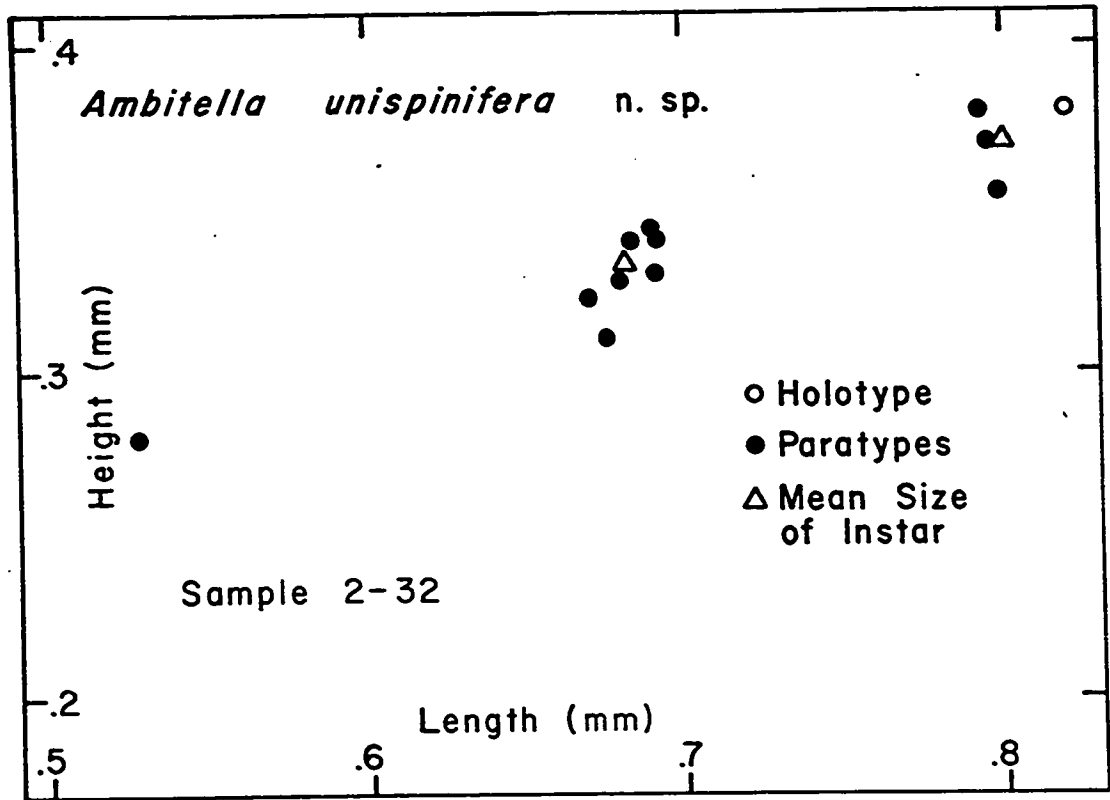 .4
Ambitella unispinifera n. sp.
Height (mm)
.3
○ Holotype
● Paratypes
△ Mean Size
of Instar
Sample 2-32
.2
Length (mm)
.5 .6 .7 .8